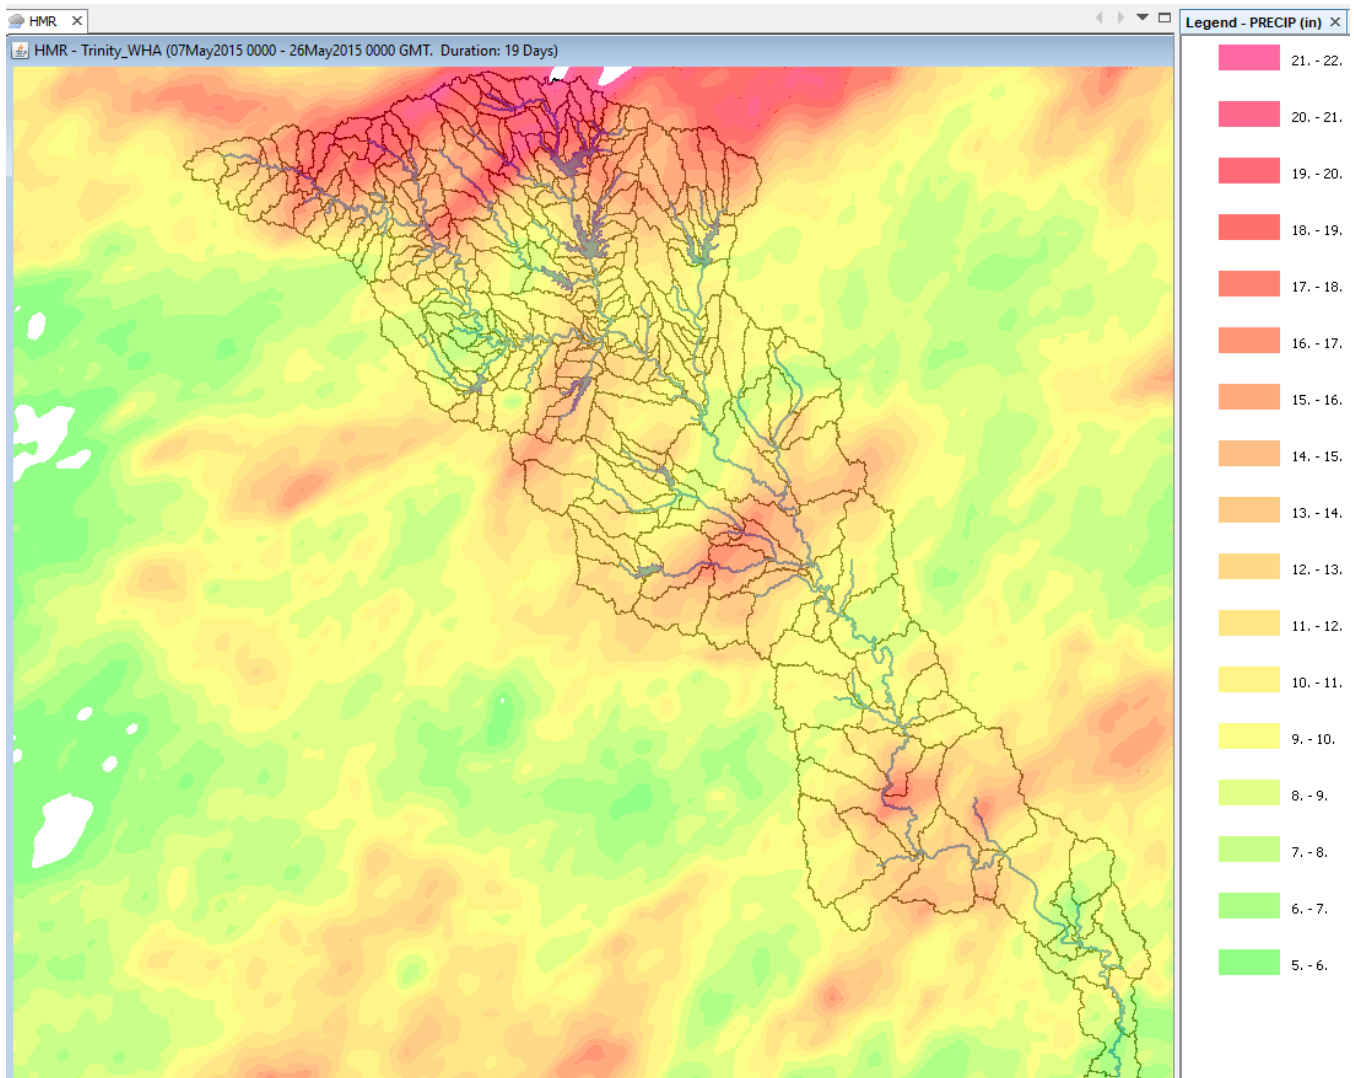 HMR
HMR - Trinity_WHA (07May2015 0000 - 26May2015 0000 GMT.  Duration: 19 Days)
Legend - PRECIP (in)
21. - 22.
20. - 21.
19. - 20.
18. - 19.
17. - 18.
16. - 17.
15. - 16.
14. - 15.
13. - 14.
12. - 13.
11. - 12.
10. - 11.
9. - 10.
8. - 9.
7. - 8.
6. - 7.
5. - 6.